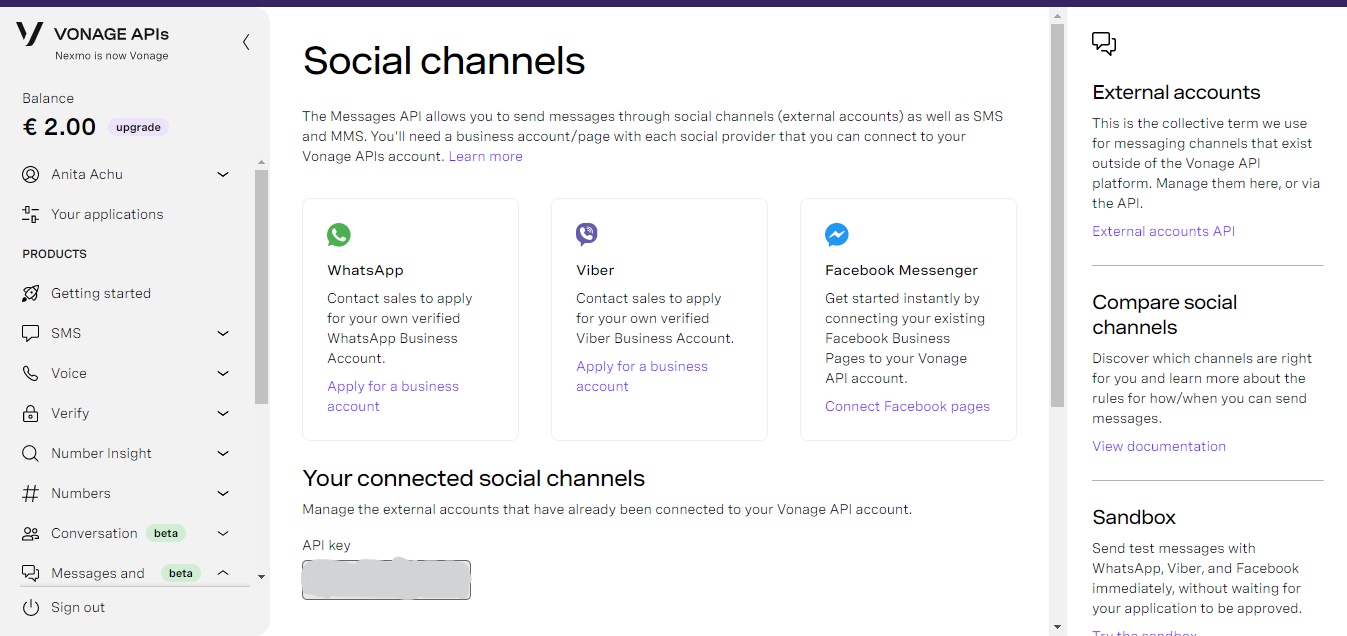 VONAGE APIs
Nexmo is now Vonage
Balance
€ 2.00 upgrade
Anita Achu
Your applications
PRODUCTS
Getting started
SMS
Voice
Verify
Number Insight
Numbers
Conversation beta
Messages and beta
Sign out
Social channels
The Messages API allows you to send messages through social channels (external accounts) as well as SMS
and MMS. You'll need a business account/page with each social provider that you can connect to your
Vonage APIs account. Learn more
WhatsApp
Contact sales to apply
for your own verified
WhatsApp Business
Account.
Apply for a business
account
Viber
Contact sales to apply
for your own verified
Viber Business Account.
Apply for a business
account
Facebook Messenger
Get started instantly by
connecting your existing
Facebook Business
Pages to your Vonage
API account.
Connect Facebook pages
Your connected social channels
Manage the external accounts that have already been connected to your Vonage API account.
API key
External accounts
This is the collective term we use
for messaging channels that exist
outside of the Vonage API
platform. Manage them here, or via
the API.
External accounts API
Compare social
channels
Discover which channels are right
for you and learn more about the
rules for how/when you can send
messages.
View documentation
Sandbox
Send test messages with
WhatsApp, Viber, and Facebook
immediately, without waiting for
your application to be approved.
Try the sandbox